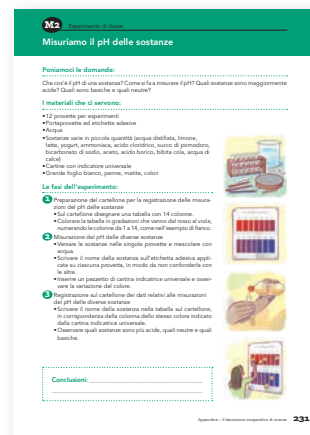 M2 Esperimento di classe
Misuriamo il pH delle sostanze
Poniamoci le domande:
Che cos'è il pH di una sostanza? Come si fa a misurare il pH? Quali sostanze sono maggiormente
acide? Quali sono basiche e quali neutre?
I materiali che ci servono:
•12 provette per esperimenti
•Portaprovette ed etichette adesive
•Acqua
•Sostanze varie in piccola quantità (acqua distillata, limone,
latte, yogurt, ammoniaca, acido cloridrico, succo di pomodoro,
bicarbonato di sodio, aceto, acido borico, bibita cola, acqua di
calce)
•Cartine con indicatore universale
•Grande foglio bianco, penne, matite, colori
Le fasi dell'esperimento:
1 Preparazione del cartellone per la registrazione delle misura-
zioni del pH delle sostanze
•Sul cartellone disegnare una tabella con 14 colonne.
•Colorare la tabella in gradazioni che vanno dal rosso al viola,
numerando le colonne da 1 a 14, come nell'esempio di fianco.
2 Misurazione del pH delle diverse sostanze
•Versare le sostanze nelle singole provette e mescolare con
acqua.
•Scrivere il nome della sostanza sull'etichetta adesiva appli-
cata su ciascuna provetta, in modo da non confonderla con
le altre.
•Inserire un pezzetto di cartina indicatrice universale e osser-
vare la variazione del colore.
3 Registrazione sul cartellone dei dati relativi alle misurazioni
del pH delle diverse sostanze
•Scrivere il nome della sostanza nella tabella sul cartellone,
in corrispondenza della colonna dello stesso colore indicato
dalla cartina indicatrice universale.
•Osservare quali sostanze sono più acide, quali neutre e quali
basiche.
Conclusioni:
Appendice – Il laboratorio cooperativo di scienze 231